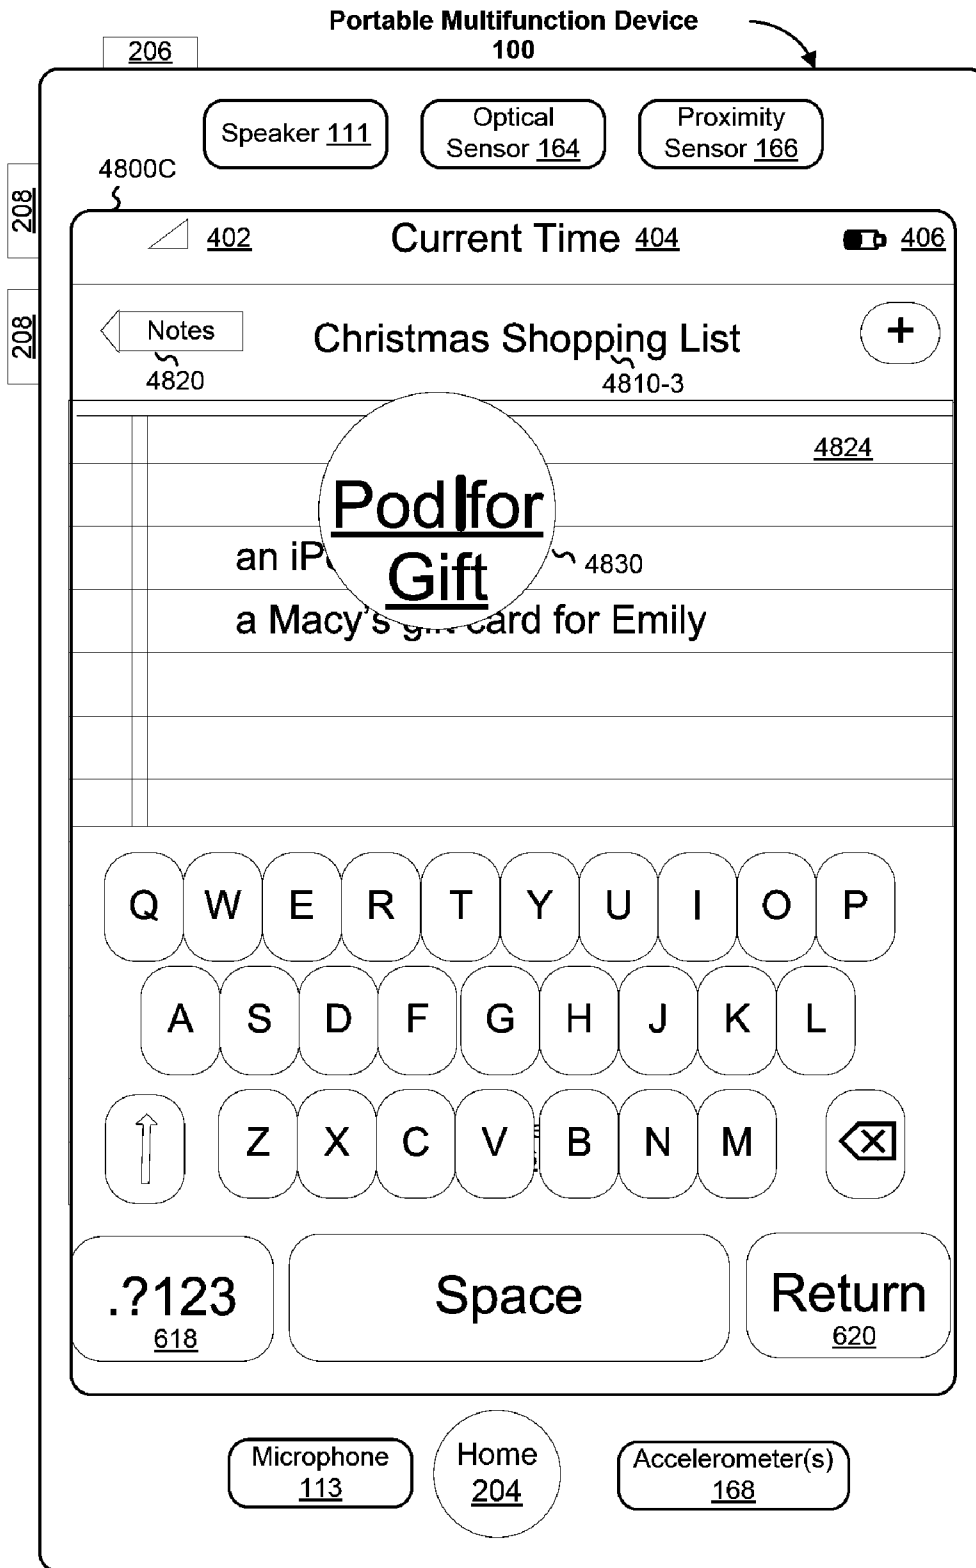 Portable Multifunction Device
100
206
Speaker 111
Optical
Sensor 164
Proximity
Sensor 166
4800C
208
208
402
Current Time 404
406
Notes
Christmas Shopping List
+
4820
4810-3
4824
Pod for
Gift
an iP
4830
a Macy's gift card for Emily
Q W E R T Y U I O P
A S D F G H J K L
Z X C V B N M
.?123
618
Space
Return
620
Microphone
113
Home
204
Accelerometer(s)
168